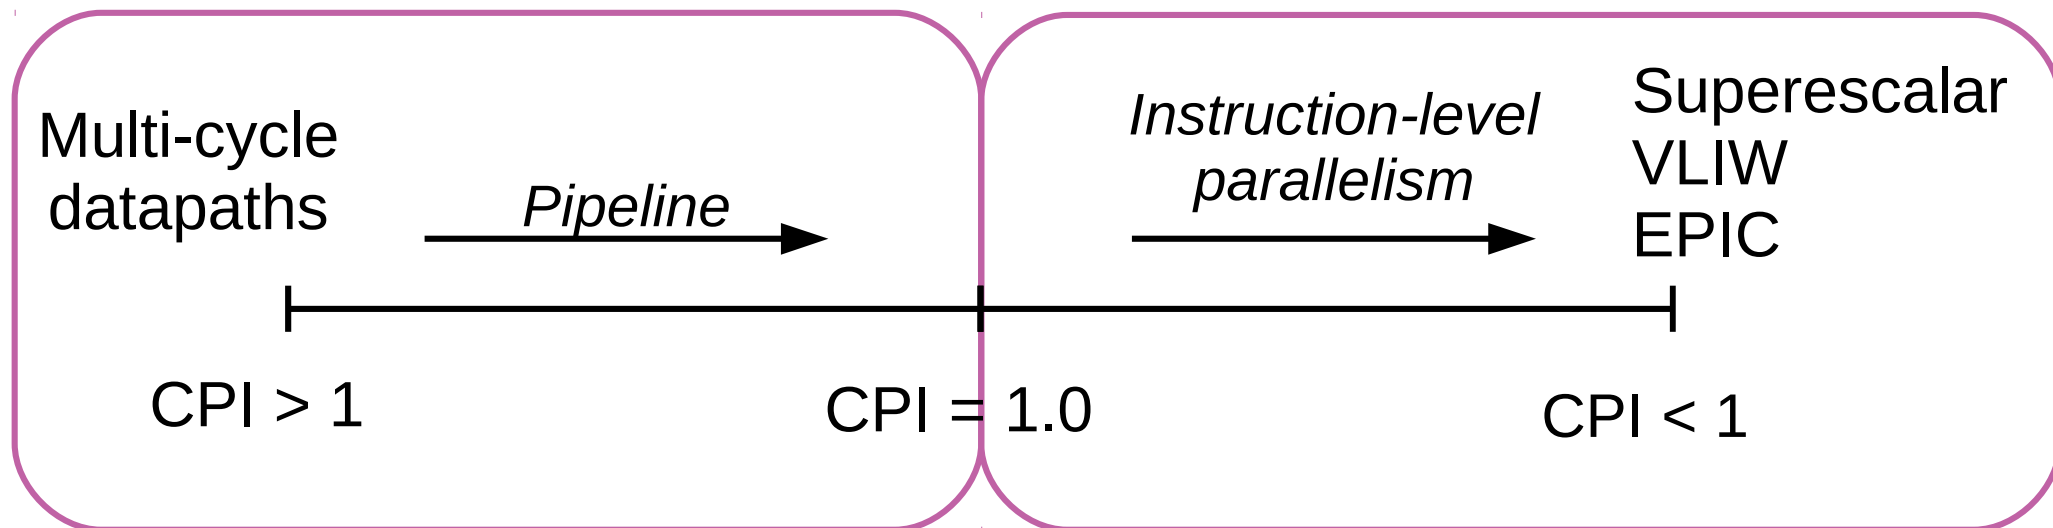 Multi-cycle
datapaths
Pipeline
Instruction-level
parallelism
Superescalar
VLIW
EPIC
CPI > 1
CPI = 1.0
CPI < 1